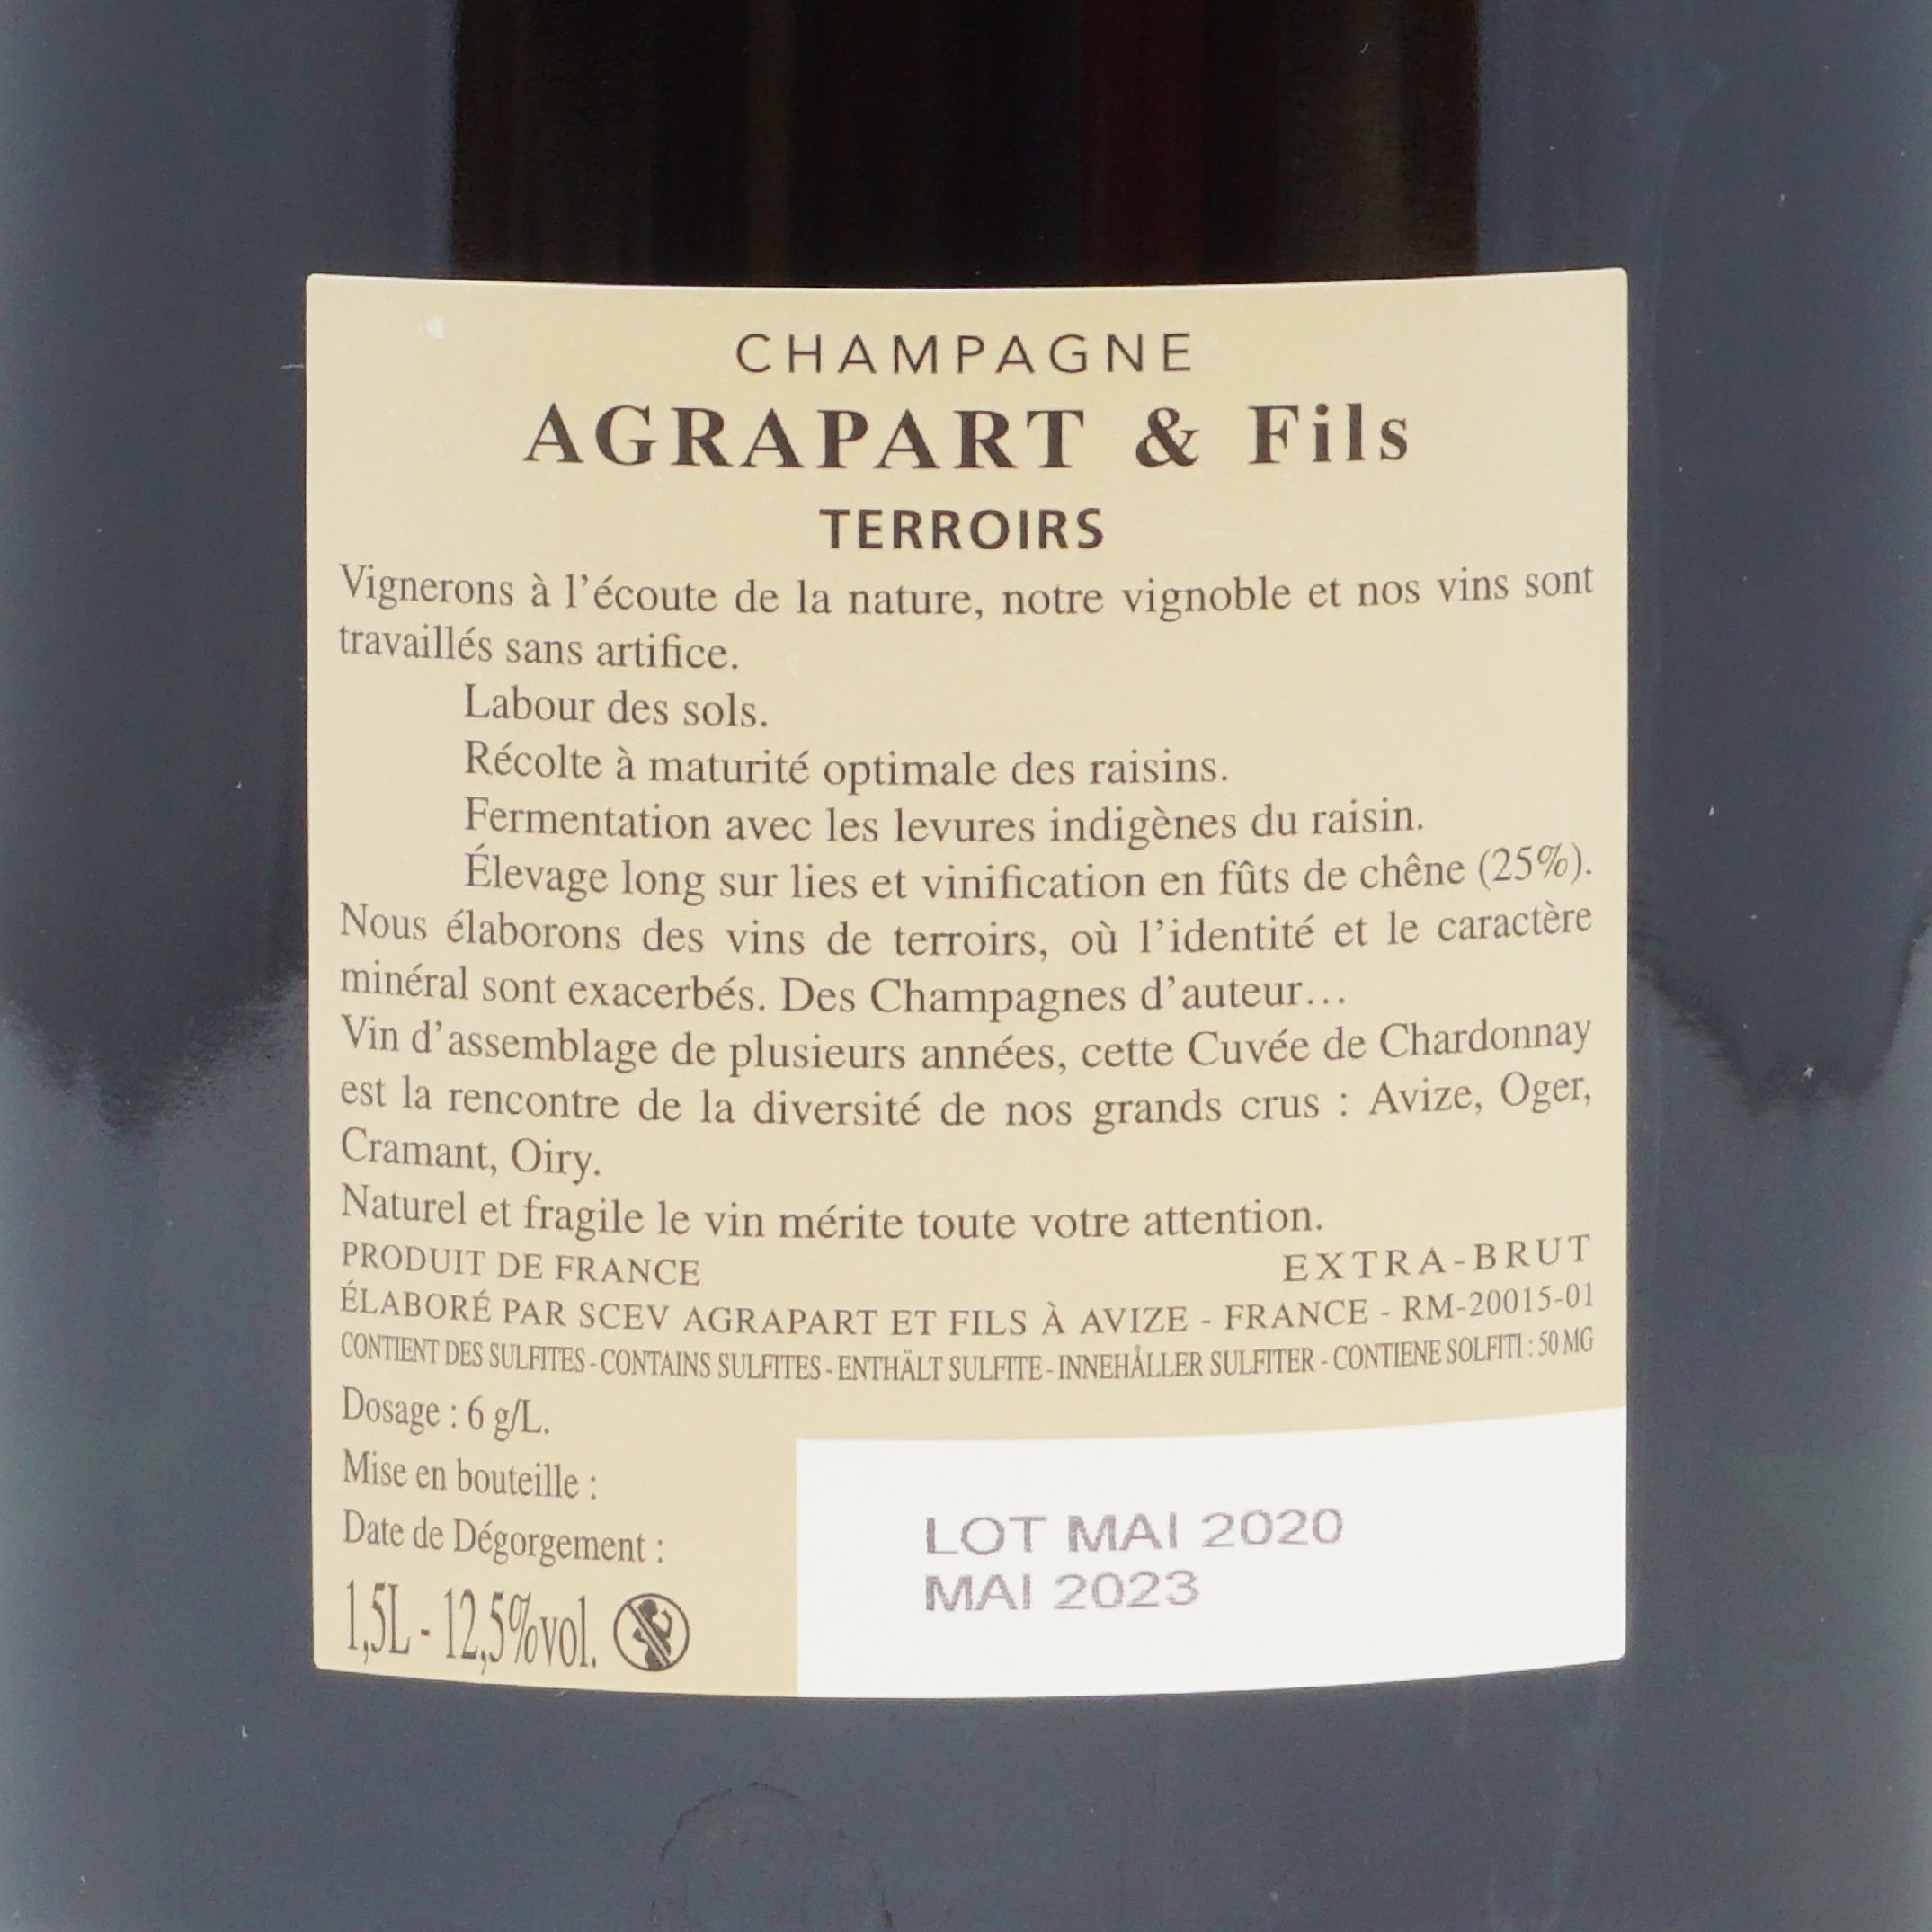 CHAMPAGNE
AGRAPART & Fils
TERROIRS
Vignerons à l'écoute de la nature, notre vignoble et nos vins sont
travaillés sans artifice.
Labour des sols.
Récolte à maturité optimale des raisins.
Fermentation avec les levures indigènes du raisin.
Élevage long sur lies et vinification en fûts de chêne (25%).
Nous élaborons des vins de terroirs, où l'identité et le caractère
minéral sont exacerbés. Des Champagnes d'auteur...
Vin d'assemblage de plusieurs années, cette Cuvée de Chardonnay
est la rencontre de la diversité de nos grands crus : Avize, Oger,
Cramant, Oiry.
Naturel et fragile le vin mérite toute votre attention.
PRODUIT DE FRANCE EXTRA-BRUT
ÉLABORÉ PAR SCEV AGRAPART ET FILS À AVIZE - FRANCE - RM-20015-01
CONTIENT DES SULFITES - CONTAINS SULFITES - ENTHÄLT SULFITE - INNEHÅLLER SULFITER - CONTIENE SOLFITI : 50 MG
Dosage : 6 g/L.
Mise en bouteille : LOT MAI 2020
Date de Dégorgement : MAI 2023
1,5L - 12,5%vol.